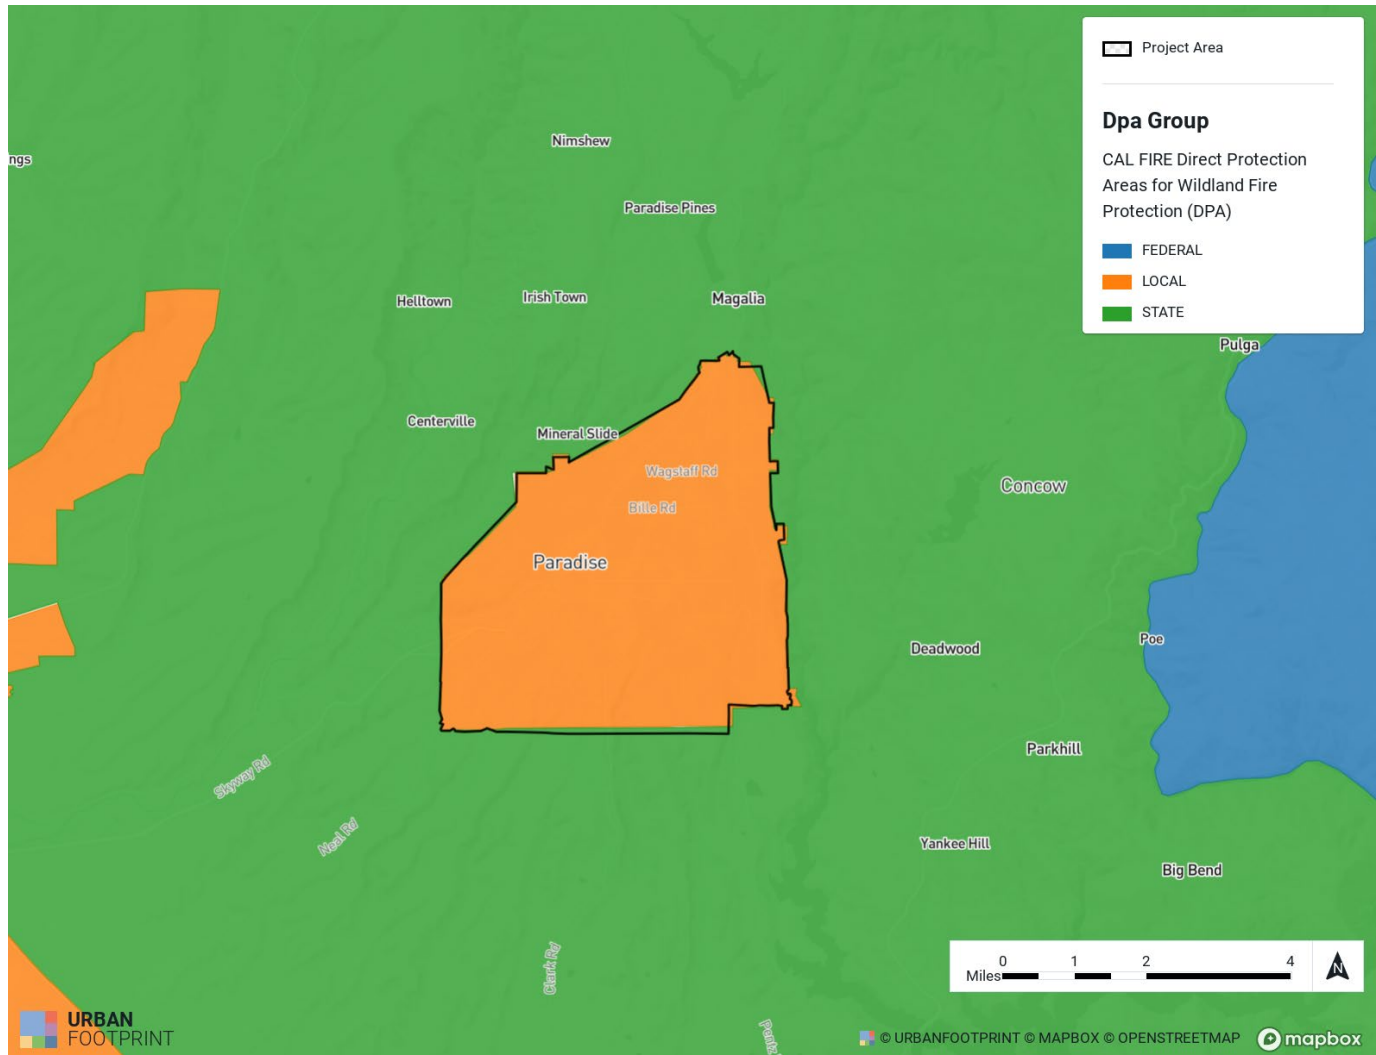 Project Area
Dpa Group
CAL FIRE Direct Protection
Areas for Wildland Fire
Protection (DPA)
FEDERAL
LOCAL
STATE
Nimshew
ngs
Paradise Pines
Helltown
Irish Town
Magalia
Pulga
Centerville
Mineral Slide
Wagstaff Rd
Concow
Bille Rd
Paradise
Poe
Deadwood
Parkhill
Skyway Rd
Neal Rd
Yankee Hill
Big Bend
Clark Rd
0 1 2 4
Miles
N
URBAN
FOOTPRINT
Pentz
© URBANFOOTPRINT © MAPBOX © OPENSTREETMAP
mapbox